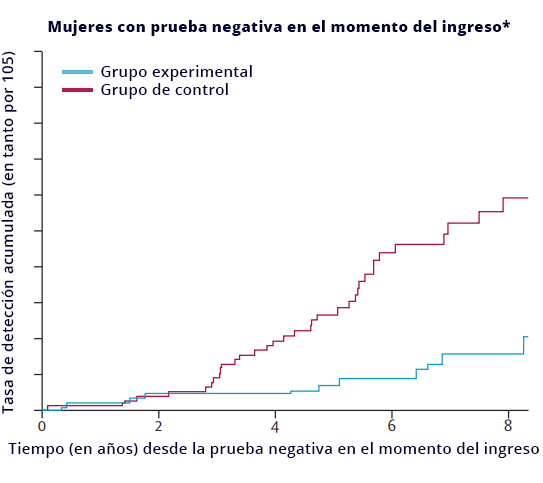 Mujeres con prueba negativa en el momento del ingreso*
Grupo experimental
Grupo de control
Tasa de detección acumulada (en tanto por 105)
0 2 4 6 8
Tiempo (en años) desde la prueba negativa en el momento del ingreso